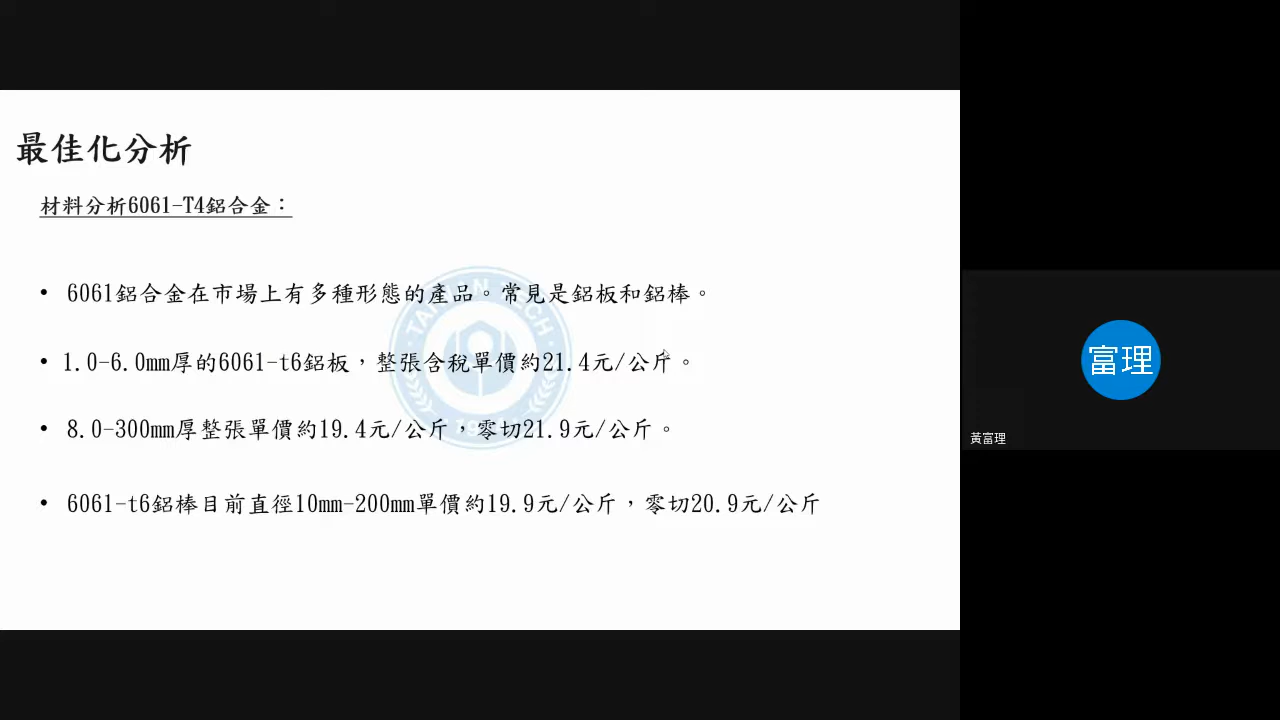 最佳化分析
材料分析6061-T4鋁合金：
• 6061鋁合金在市場上有多種形態的產品。常見是鋁板和鋁棒。
• 1.0-6.0mm厚的6061-t6鋁板，整張含稅單價約21.4元/公斤。
• 8.0-300mm厚整張單價約19.4元/公斤，零切21.9元/公斤。
• 6061-t6鋁棒目前直徑10mm-200mm單價約19.9元/公斤，零切20.9元/公斤
富理
黃富理